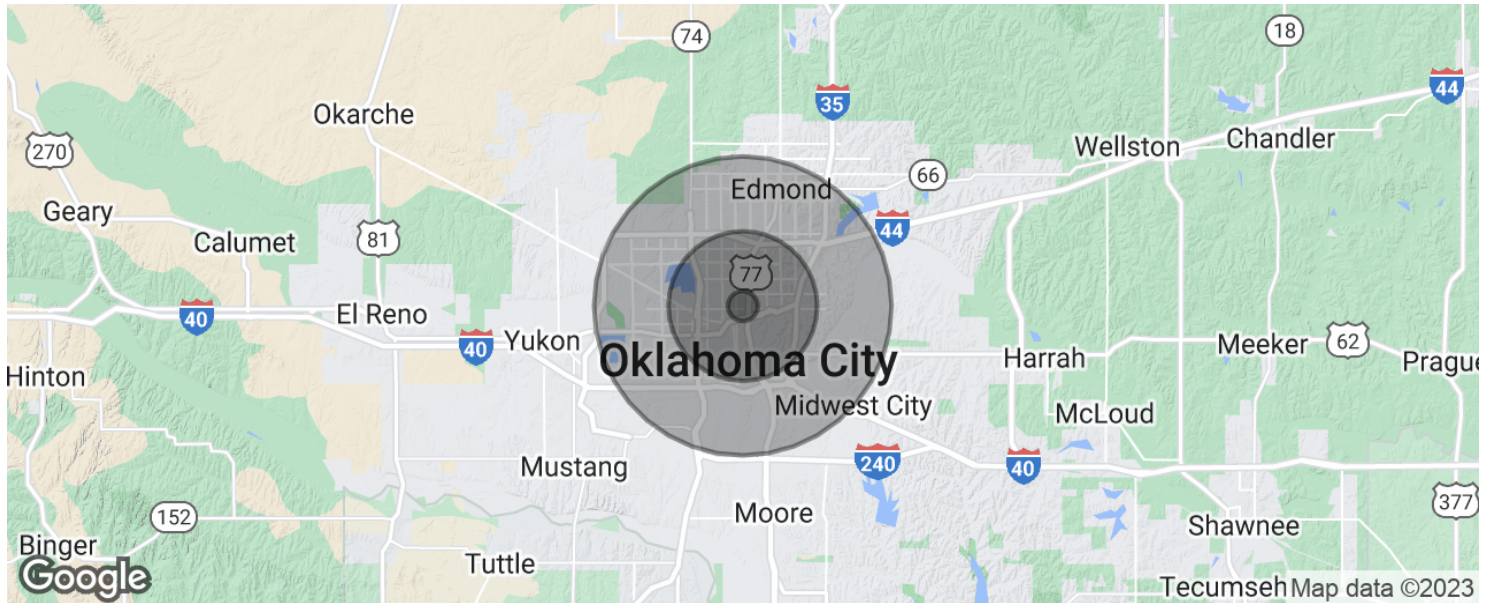 74
18
35
44
Okarche
270
Wellston
Chandler
66
Edmond
Geary
Calumet
81
44
77
40
El Reno
Yukon
40
Oklahoma City
Harrah
Meeker
62
Prague
Hinton
Midwest City
McLoud
Mustang
240
40
377
152
Moore
Shawnee
Binger
Tuttle
Google
Tecumseh
Map data ©2023